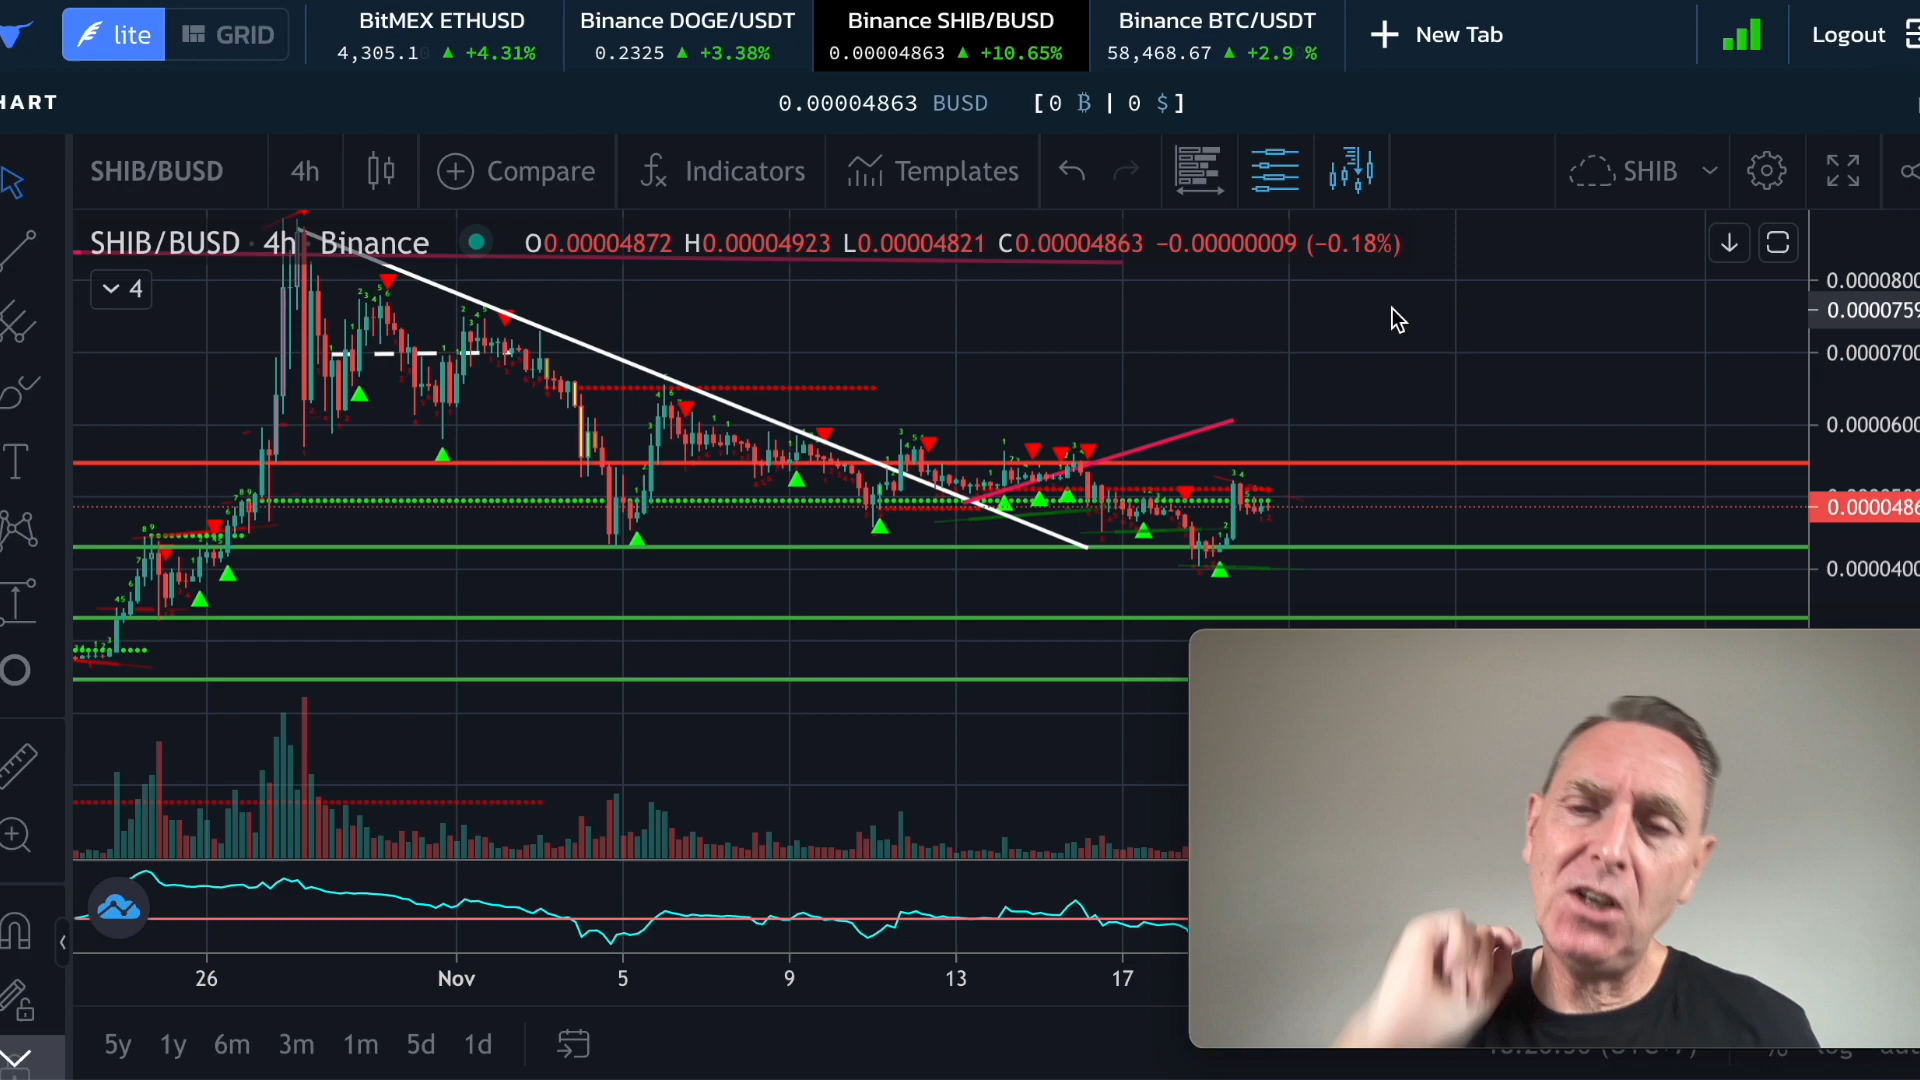 lite
GRID
BitMEX ETHUSD
4,305.10 ▲ +4.31%
Binance DOGE/USDT
0.2325 ▲ +3.38%
Binance SHIB/BUSD
0.00004863 ▲ +10.65%
Binance BTC/USDT
58,468.67 ▲ +2.9 %
New Tab
Logout
HART
0.00004863 BUSD [0 ₿ | 0 $]
SHIB/BUSD
4h
Compare
Indicators
Templates
SHIB
SHIB/BUSD · 4h · Binance
O0.00004872 H0.00004923 L0.00004821 C0.00004863 −0.00000009 (−0.18%)
4
0.0000800
0.0000759
0.0000700
0.0000600
0.0000486
0.0000400
26
Nov
5
9
13
17
5y
1y
6m
3m
1m
5d
1d